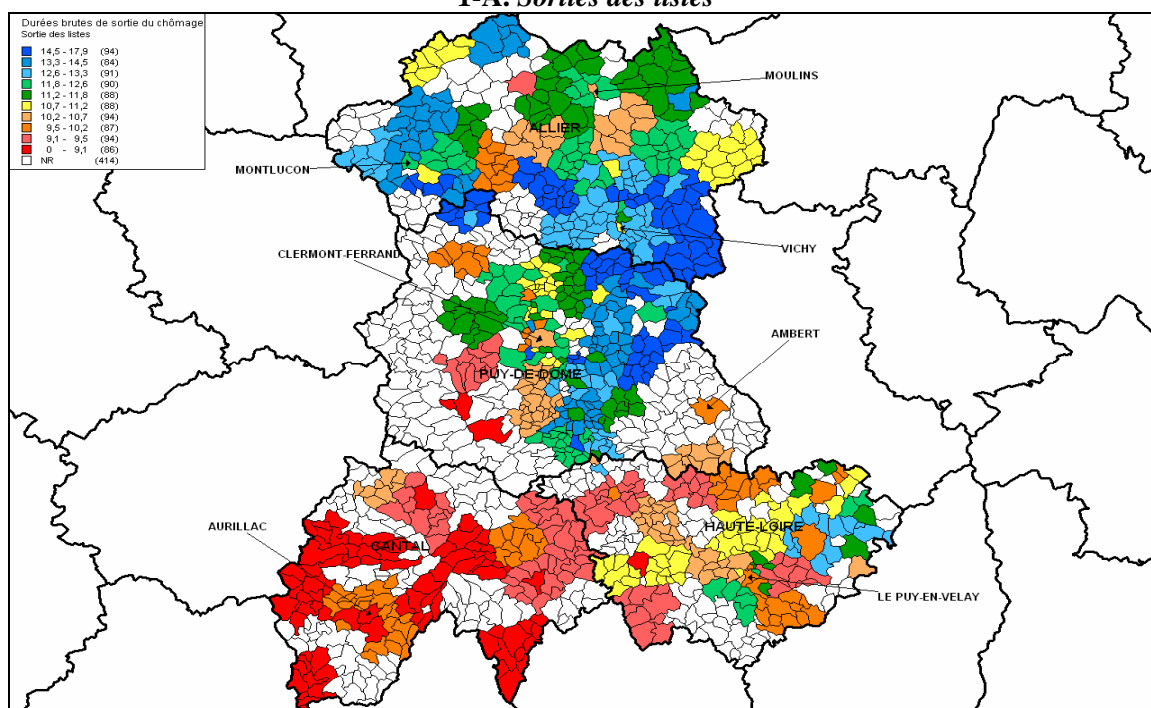 1-A. Sorties des listes
Durées brutes de sortie du chômage
Sortie des listes
14,5 - 17,9 (94)
13,3 - 14,5 (84)
12,6 - 13,3 (91)
11,8 - 12,6 (90)
11,2 - 11,8 (88)
10,7 - 11,2 (88)
10,2 - 10,7 (94)
9,5 - 10,2 (87)
9,1 - 9,5 (94)
0 - 9,1 (86)
NR (414)
MOULINS
ALLIER
MONTLUCON
VICHY
CLERMONT-FERRAND
AMBERT
PUY-DE-DOME
AURILLAC
HAUTE-LOIRE
CANTAL
LE PUY-EN-VELAY